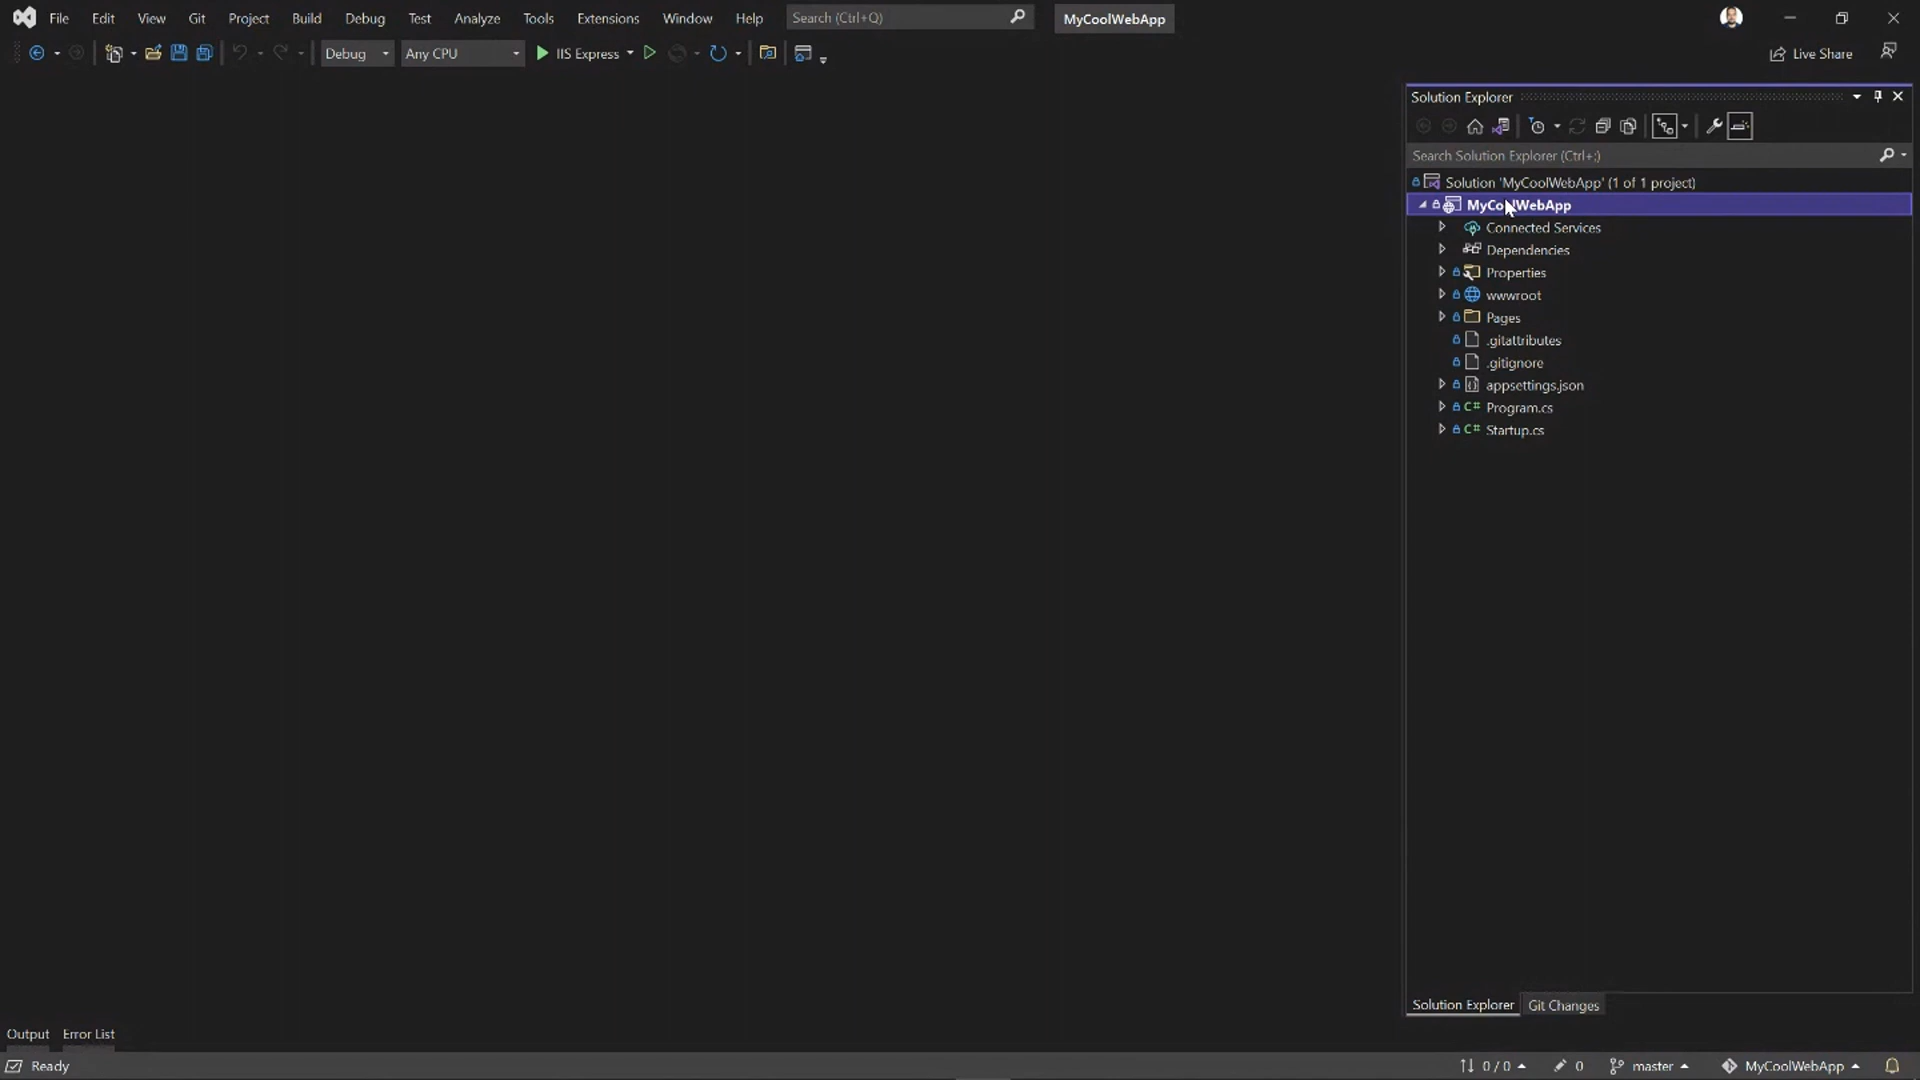 File Edit View Git Project Build Debug Test Analyze Tools Extensions Window Help Search (Ctrl+Q) MyCoolWebApp
Debug Any CPU IIS Express Live Share
Solution Explorer
Search Solution Explorer (Ctrl+;)
Solution 'MyCoolWebApp' (1 of 1 project)
MyCoolWebApp
Connected Services
Dependencies
Properties
wwwroot
Pages
.gitattributes
.gitignore
appsettings.json
C# Program.cs
C# Startup.cs
Solution Explorer Git Changes
Output Error List
Ready 0 / 0 0 master MyCoolWebApp